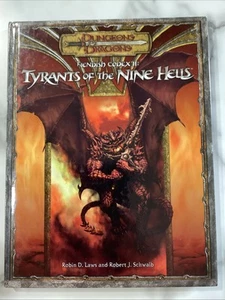 DUNGEONS
DRAGONS
FIENDISH CODEX II:
TYRANTS OF THE NINE HELLS
Robin D. Laws and Robert J. Schwalb